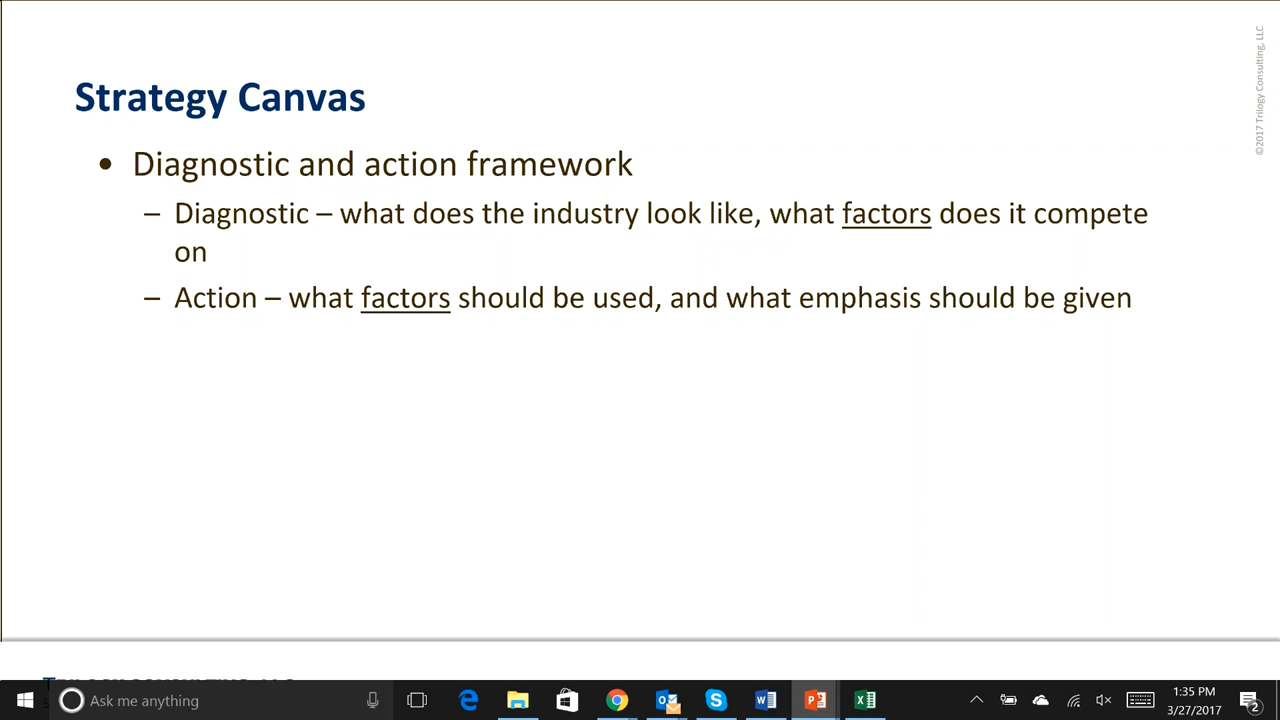 ©2017 Trilogy Consulting, LLC
Strategy Canvas
• Diagnostic and action framework
– Diagnostic – what does the industry look like, what factors does it compete
on
– Action – what factors should be used, and what emphasis should be given
Ask me anything
1:35 PM
3/27/2017
2